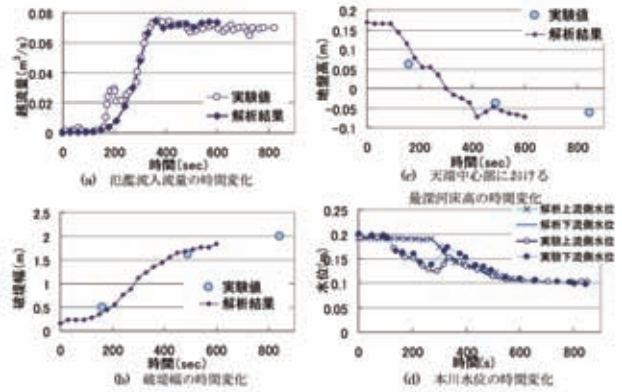 越流量(m³/s)
0.08
0.06
0.04
0.02
0
実験値
解析結果
0 200 400 600 800
時間(sec)
(a) 氾濫流入流量の時間変化
地盤高(m)
0.2
0.15
0.1
0.05
0
-0.05
-0.1
実験値
解析結果
0 200 400 600 800
時間(sec)
(c) 天端中心部における
最深河床高の時間変化
破堤幅(m)
2.5
2
1.5
1
0.5
0
実験値
解析結果
0 200 400 600 800
時間(sec)
(b) 破堤幅の時間変化
水位(m)
0.25
0.2
0.15
0.1
0.05
0
解析上流側水位
解析下流側水位
実験上流側水位
実験下流側水位
0 200 400 600 800
時間(s)
(d) 本川水位の時間変化